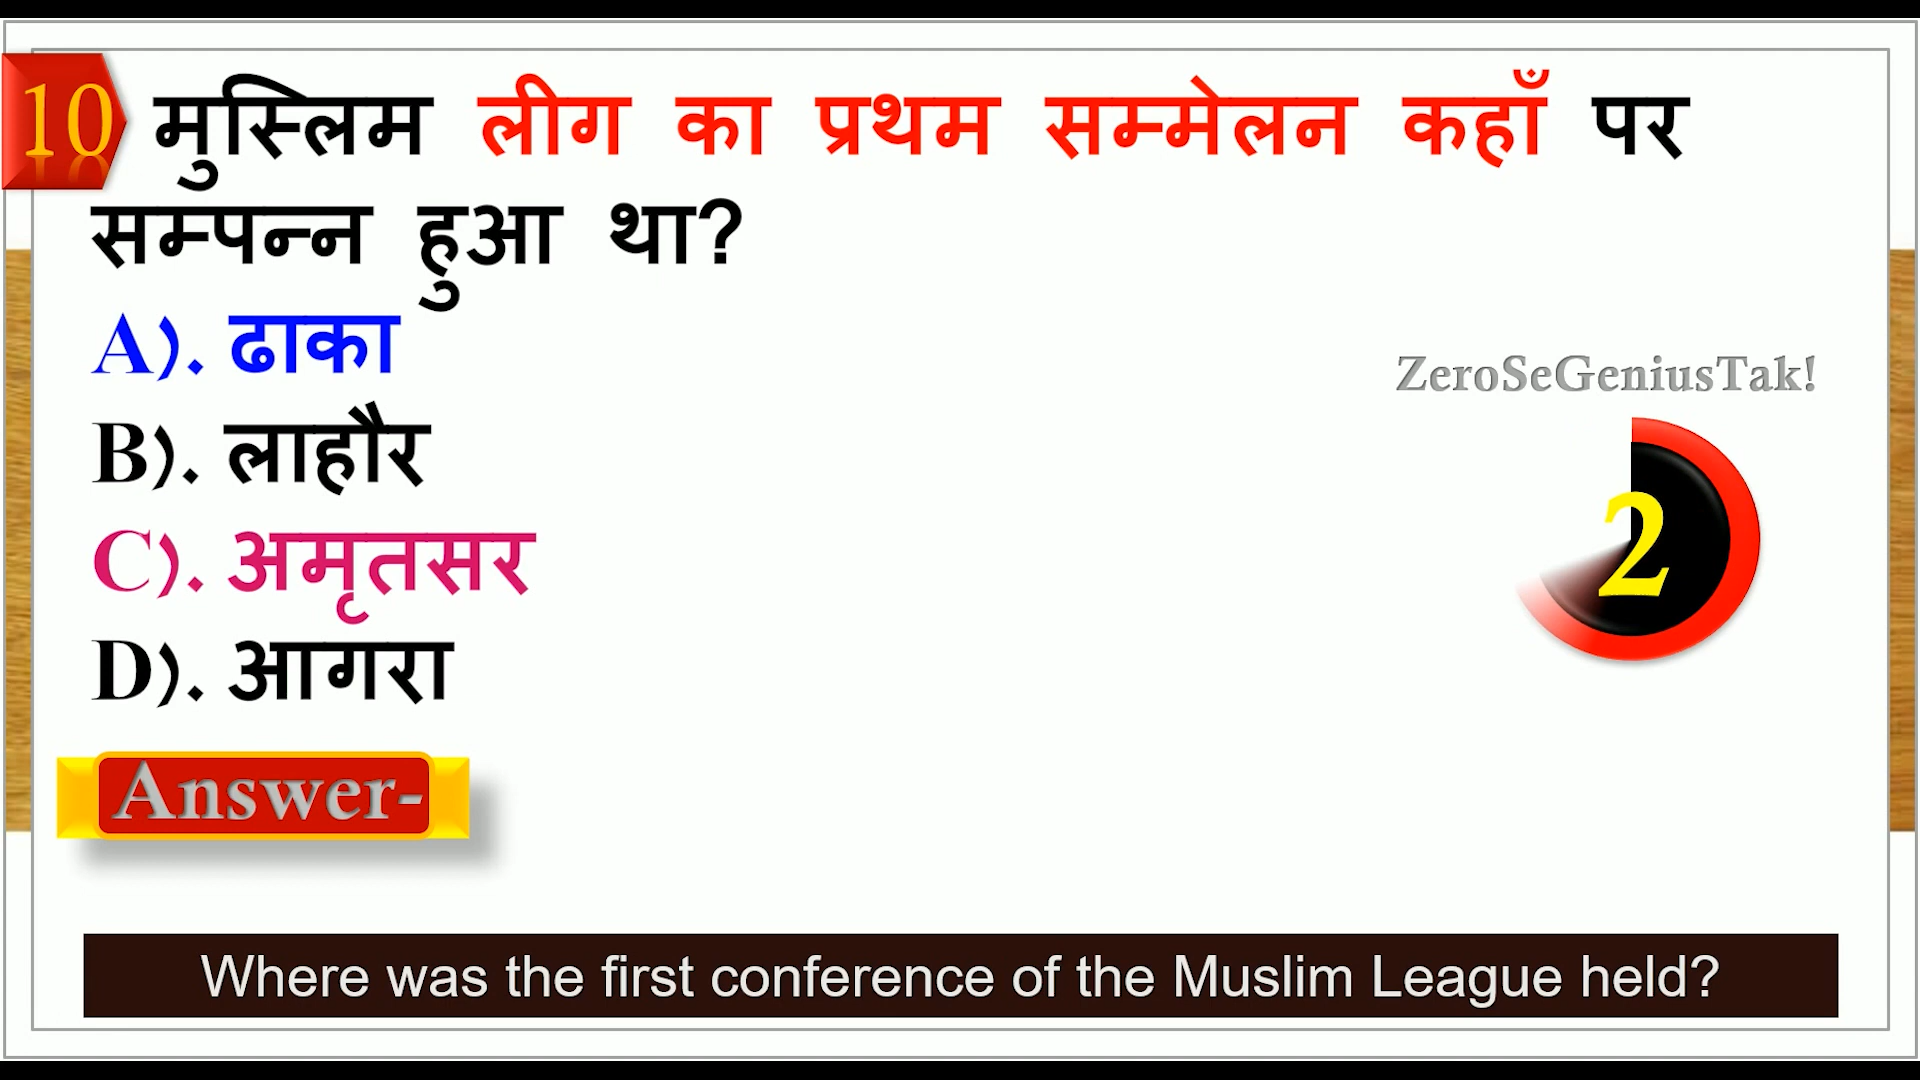 10 मुस्लिम लीग का प्रथम सम्मेलन कहाँ पर
सम्पन्न हुआ था?
A). ढाका
B). लाहौर
C). अमृतसर
D). आगरा
ZeroSeGeniusTak!
2
Answer-
Where was the first conference of the Muslim League held?